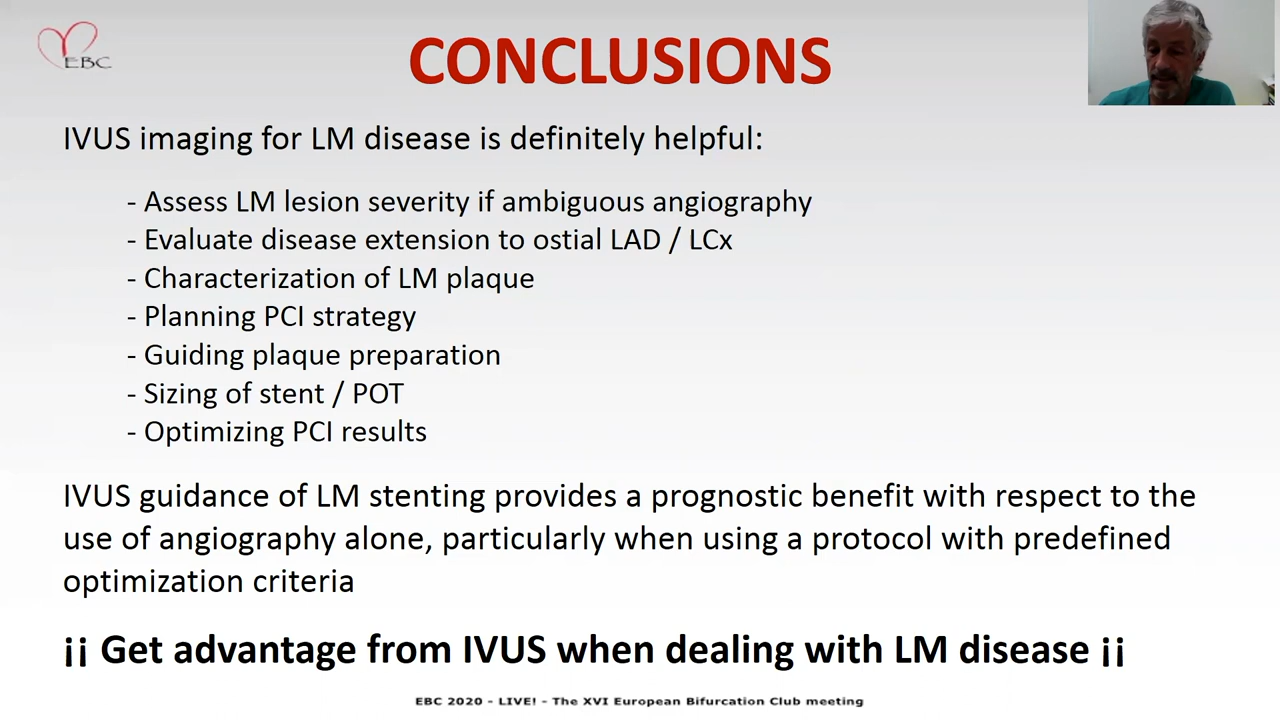 EBC
CONCLUSIONS
IVUS imaging for LM disease is definitely helpful:
- Assess LM lesion severity if ambiguous angiography
- Evaluate disease extension to ostial LAD / LCx
- Characterization of LM plaque
- Planning PCI strategy
- Guiding plaque preparation
- Sizing of stent / POT
- Optimizing PCI results
IVUS guidance of LM stenting provides a prognostic benefit with respect to the
use of angiography alone, particularly when using a protocol with predefined
optimization criteria
¡¡ Get advantage from IVUS when dealing with LM disease ¡¡
EBC 2020 - LIVE! - The XVI European Bifurcation Club meeting